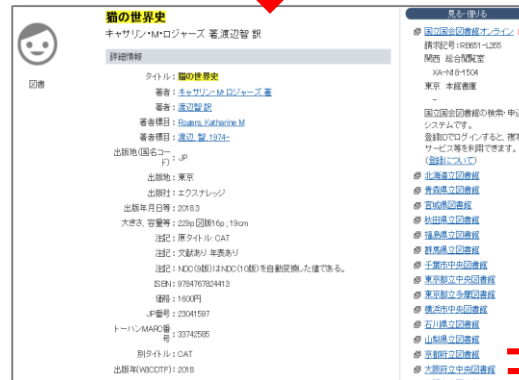 猫の世界史
キャサリン・M・ロジャーズ 著,渡辺智 訳
図書
詳細情報
タイトル：猫の世界史
著者：キャサリン・M・ロジャーズ 著
著者：渡辺智 訳
著者標目：Rogers, Katharine M
著者標目：渡辺, 智, 1974-
出版地(国名コード)：JP
出版地：東京
出版社：エクスナレッジ
出版年月日等：2018.3
大きさ、容量等：229p 図版16p ; 19cm
注記：原タイトル: CAT
注記：文献あり 年表あり
注記：NDC(9版)はNDC(10版)を自動変換した値である。
ISBN：9784767824413
価格：1600円
JP番号：23041597
トーハンMARC番号：33742585
別タイトル：CAT
出版年(W3CDTF)：2018
見る・借りる
国立国会図書館オンライン
請求記号：RB651-L355
関西 総合閲覧室
XA-N18-1504
東京 本館書庫
-
国立国会図書館の検索・申込
システムです。
登録IDでログインすると、複
サービス等を利用できます。
(登録について)
北海道立図書館
青森県立図書館
宮城県図書館
秋田県立図書館
福島県立図書館
群馬県立図書館
千葉市中央図書館
東京都立中央図書館
東京都立多摩図書館
横浜市中央図書館
石川県立図書館
山梨県立図書館
京都府立図書館
大阪府立中央図書館